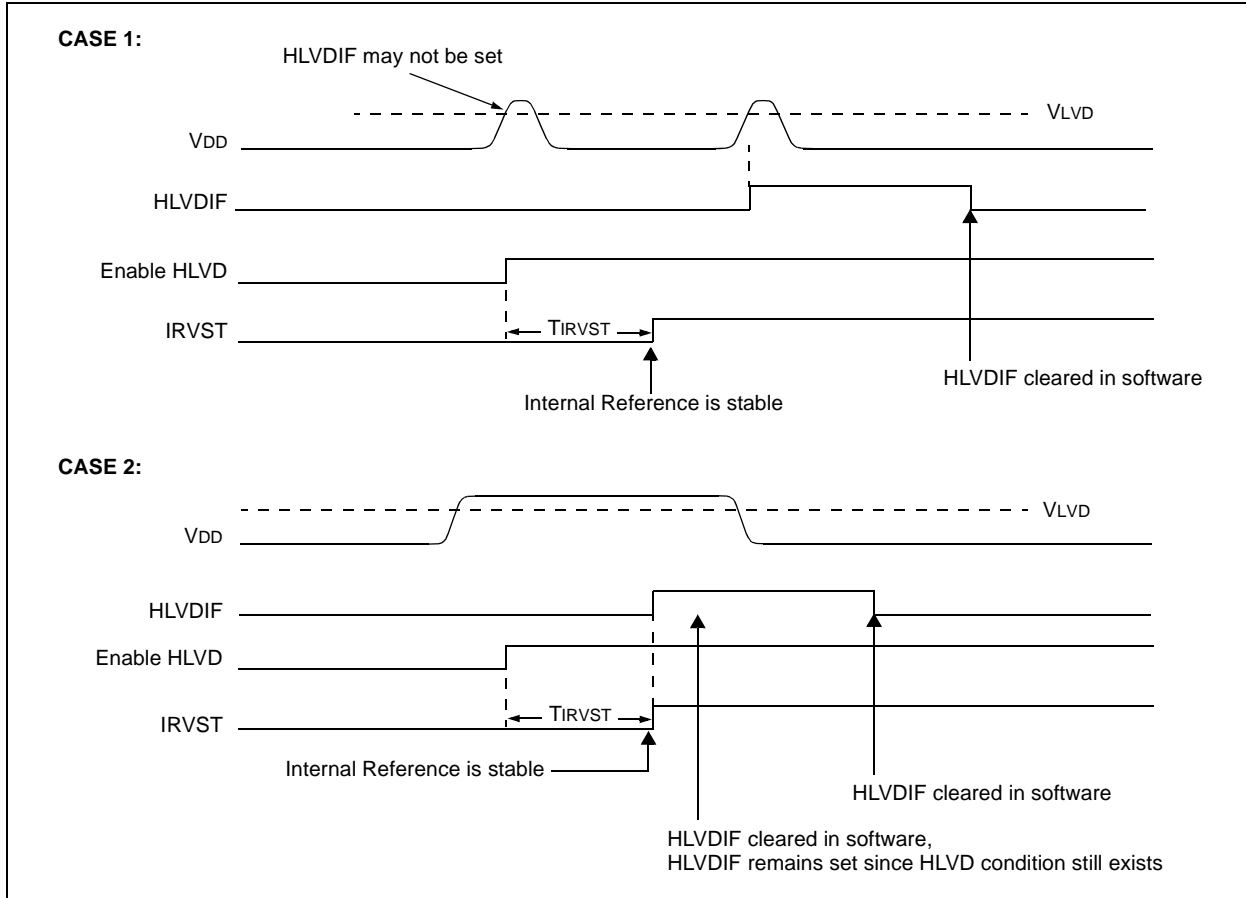 CASE 1:
HLVDIF may not be set
VLVD
VDD
HLVDIF
Enable HLVD
IRVST
TIRVST
HLVDIF cleared in software
Internal Reference is stable
CASE 2:
VLVD
VDD
HLVDIF
Enable HLVD
IRVST
TIRVST
Internal Reference is stable
HLVDIF cleared in software
HLVDIF cleared in software,
HLVDIF remains set since HLVD condition still exists